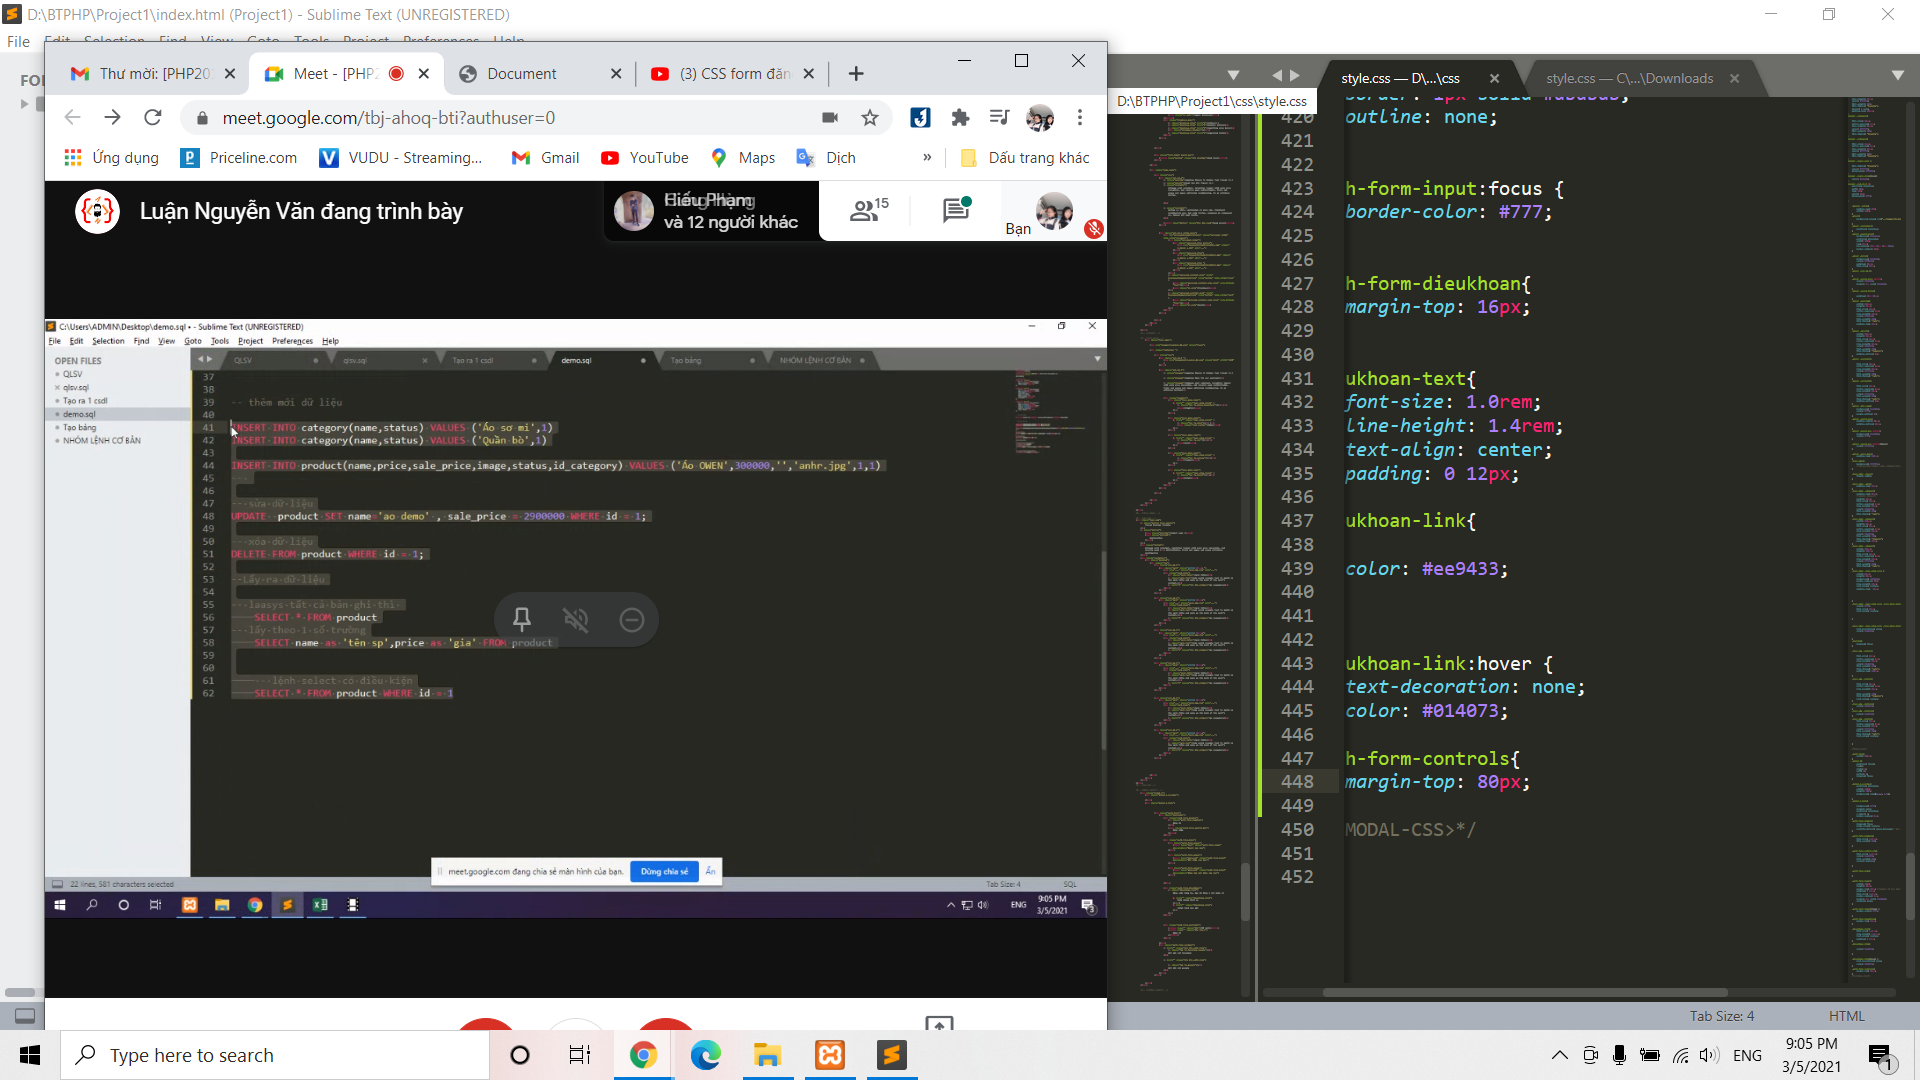 D:\BTPHP\Project1\index.html (Project1) - Sublime Text (UNREGISTERED)
File Edit Selection Find View Goto Tools Project Preferences Help
Thư mời: [PHP20
Meet - [PHP2
Document
(3) CSS form đăn
meet.google.com/tbj-ahoq-bti?authuser=0
Ứng dụng
Priceline.com
VUDU - Streaming...
Gmail
YouTube
Maps
Dịch
»
Dấu trang khác
Luận Nguyễn Văn đang trình bày
và 12 người khác
15
Bạn
C:\Users\ADMIN\Desktop\demo.sql • - Sublime Text (UNREGISTERED)
File Edit Selection Find View Goto Tools Project Preferences Help
OPEN FILES
QLSV
qlsv.sql
Tạo ra 1 csdl
demo.sql
Tạo bảng
NHÓM LỆNH CƠ BẢN
QLSV
qlsv.sql
Tạo ra 1 csdl
demo.sql
Tạo bảng
NHÓM LỆNH CƠ BẢN
37
38
39 -- thêm mới dữ liệu
40
41 INSERT INTO category(name,status) VALUES ('Áo sơ mi',1)
42 INSERT INTO category(name,status) VALUES ('Quần bò',1)
43
44 INSERT INTO product(name,price,sale_price,image,status,id_category) VALUES ('Áo OWEN',300000,'','anhr.jpg',1,1)
45
46
47 -- sửa dữ liệu
48 UPDATE product SET name='ao demo' , sale_price = 2900000 WHERE id = 1;
49
50 --xóa dữ liệu
51 DELETE FROM product WHERE id = 1;
52
53 --Lấy ra dữ liệu
54
55 -- laasys tất cả bản ghi thì
56 SELECT * FROM product
57 --lấy theo 1 số trường
58 SELECT name as 'tên sp',price as 'gia' FROM product
59
60
61 -- lệnh select có điều kiện
62 SELECT * FROM product WHERE id = 1
meet.google.com đang chia sẻ màn hình của bạn.
Dừng chia sẻ
Ẩn
22 lines, 581 characters selected
Tab Size: 4
SQL
ENG
9:05 PM
3/5/2021
3
style.css — D\...\css
style.css — C\...\Downloads
D:\BTPHP\Project1\css\style.css
420 outline: none;
421
422
423 h-form-input:focus {
424 border-color: #777;
425
426
427 h-form-dieukhoan{
428 margin-top: 16px;
429
430
431 ukhoan-text{
432 font-size: 1.0rem;
433 line-height: 1.4rem;
434 text-align: center;
435 padding: 0 12px;
436
437 ukhoan-link{
438
439 color: #ee9433;
440
441
442
443 ukhoan-link:hover {
444 text-decoration: none;
445 color: #014073;
446
447 h-form-controls{
448 margin-top: 80px;
449
450 MODAL-CSS>*/
451
452
Tab Size: 4
HTML
Type here to search
ENG
9:05 PM
3/5/2021
1